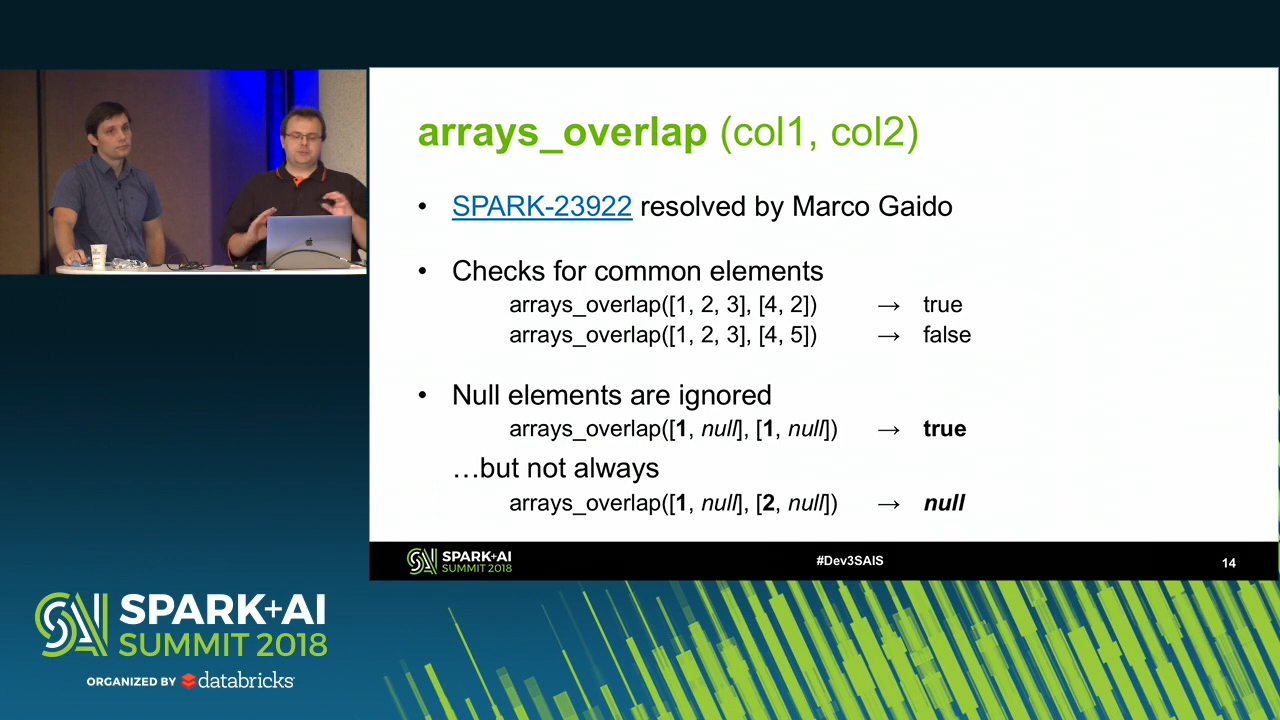 arrays_overlap (col1, col2)
• SPARK-23922 resolved by Marco Gaido
• Checks for common elements
arrays_overlap([1, 2, 3], [4, 2]) → true
arrays_overlap([1, 2, 3], [4, 5]) → false
• Null elements are ignored
arrays_overlap([1, null], [1, null]) → true
…but not always
arrays_overlap([1, null], [2, null]) → null
SPARK+AI
SUMMIT 2018
#Dev3SAIS
14
SPARK+AI
SUMMIT 2018
ORGANIZED BY databricks